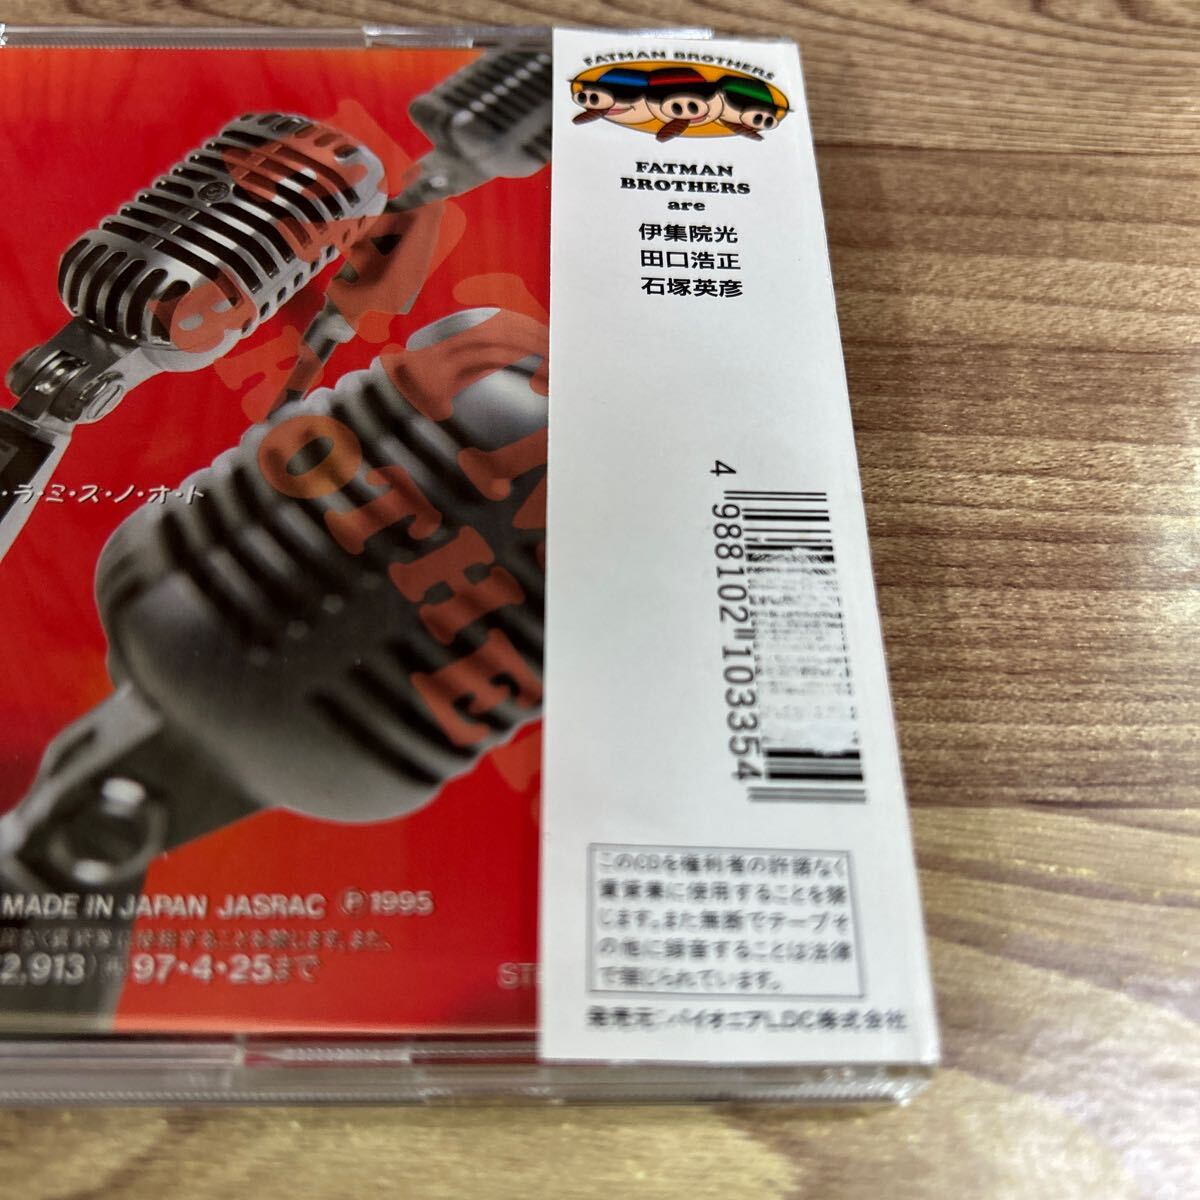 FATMAN BROTHERS
FATMAN
BROTHERS
are
伊集院光
田口浩正
石塚英彦
・ラ・ミ・ズ・ノ・オ・ト
BROTHE
4 988102 103354
MADE IN JAPAN JASRAC Ⓟ1995
2,913) 97・4・25まで
このCDを権利者の許諾なく
賃貸業に使用することを禁
じます。また無断でテープそ
の他に録音することは法律
で禁じられています。
発売元:パイオニアLDC株式会社